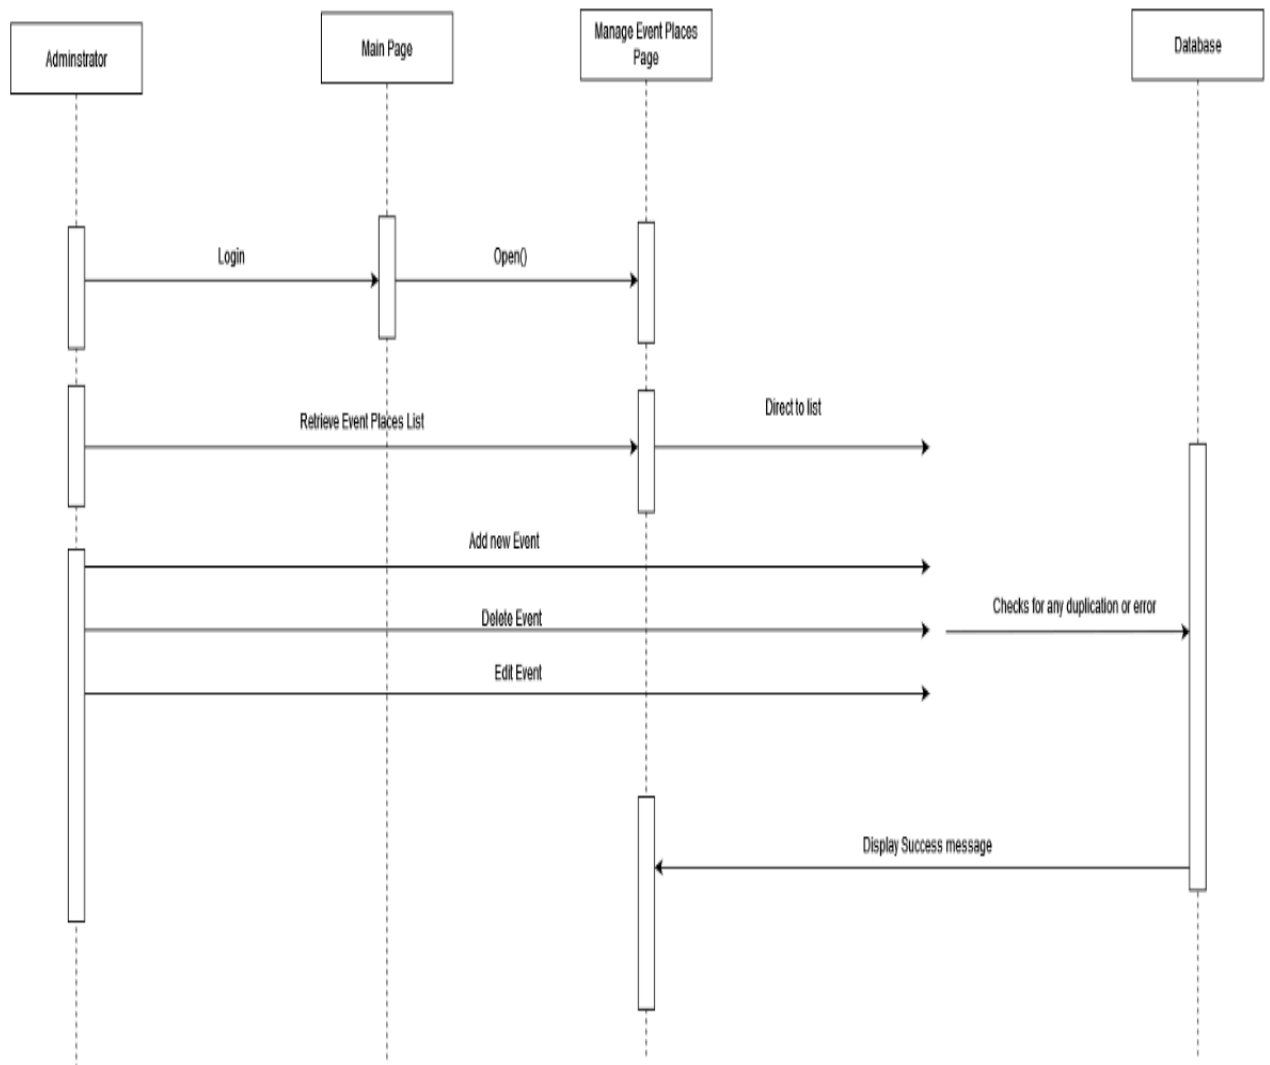 Adminstrator
Main Page
Manage Event Places
Page
Database
Login
Open()
Retrieve Event Places List
Direct to list
Add new Event
Delete Event
Checks for any duplication or error
Edit Event
Display Success message